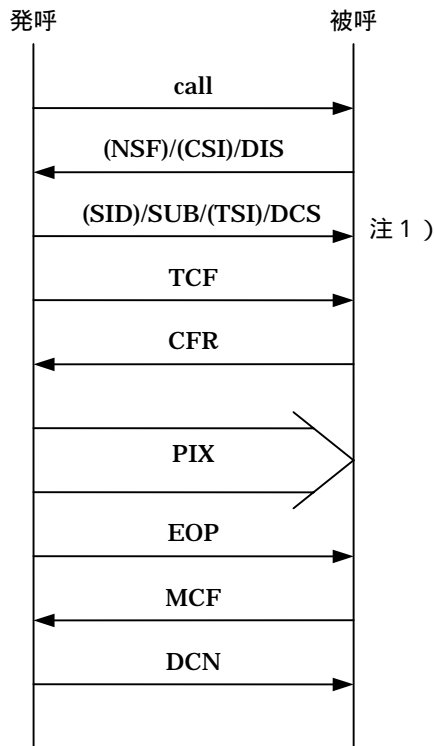 発呼 被呼
call
(NSF)/(CSI)/DIS
(SID)/SUB/(TSI)/DCS 注１）
TCF
CFR
PIX
EOP
MCF
DCN